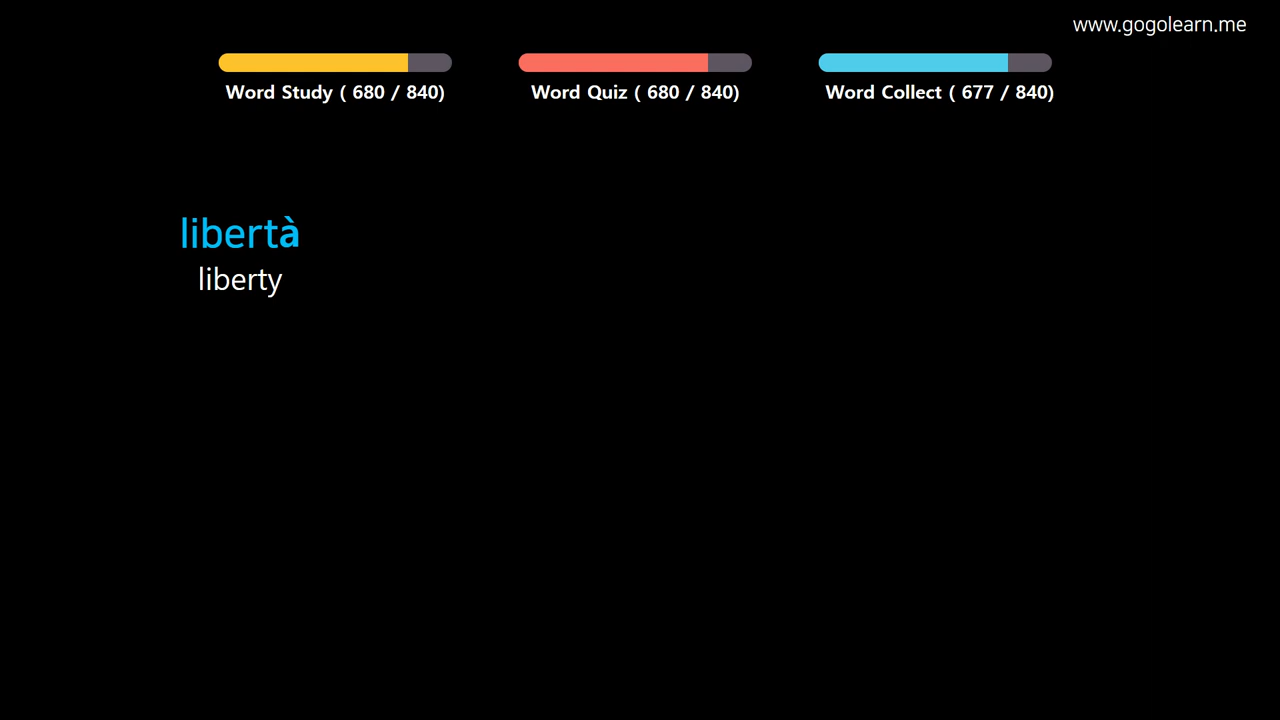 www.gogolearn.me
Word Study ( 680 / 840)
Word Quiz ( 680 / 840)
Word Collect ( 677 / 840)
libertà
liberty